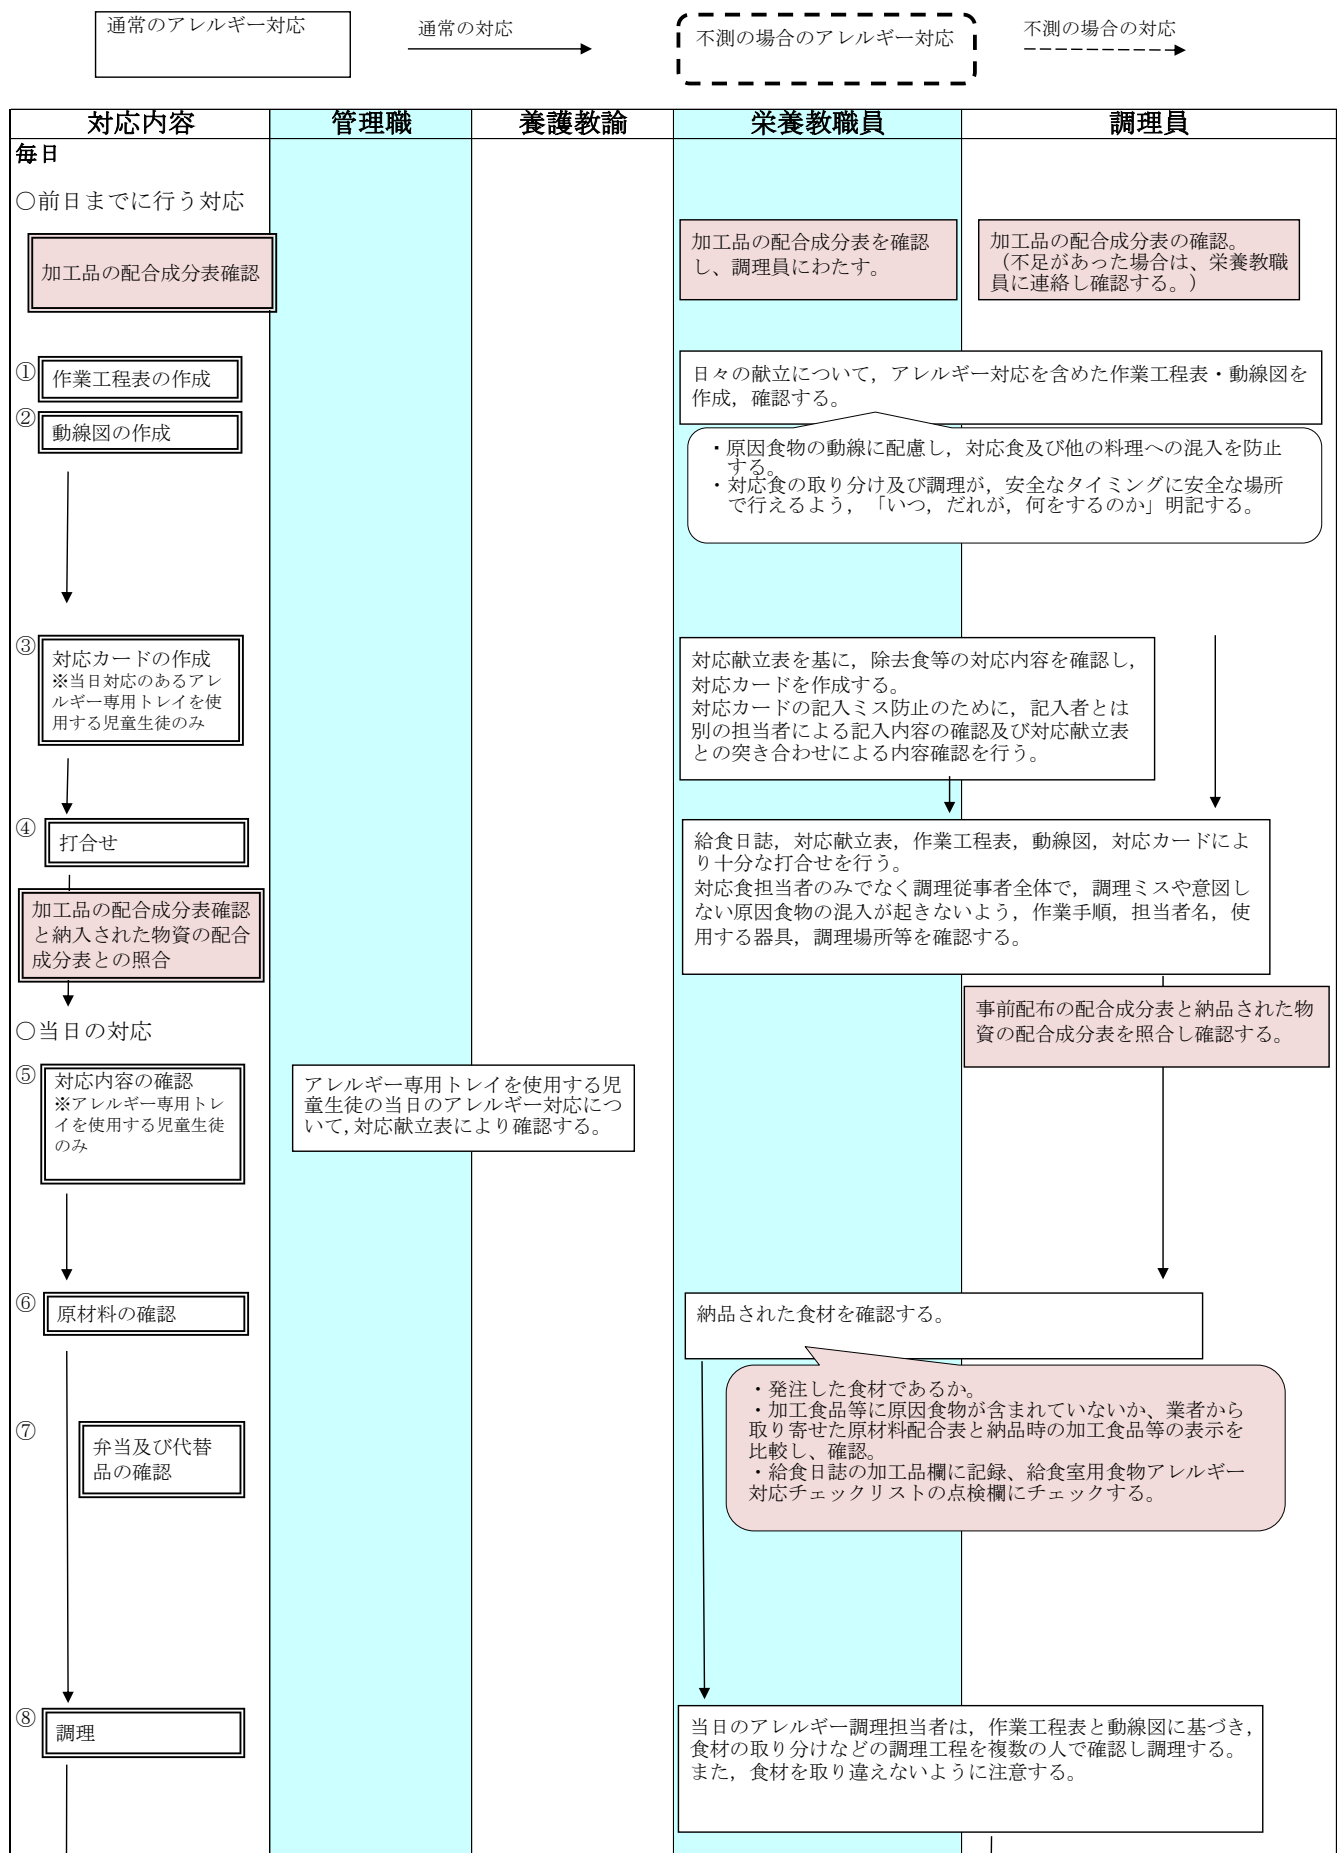 通常のアレルギー対応
通常の対応
不測の場合のアレルギー対応
不測の場合の対応
対応内容
管理職
養護教諭
栄養教職員
調理員
毎日
○前日までに行う対応
加工品の配合成分表確認
加工品の配合成分表を確認
し、調理員にわたす。
加工品の配合成分表の確認。
（不足があった場合は、栄養教職
員に連絡し確認する。）
①
作業工程表の作成
②
動線図の作成
日々の献立について，アレルギー対応を含めた作業工程表・動線図を
作成，確認する。
・原因食物の動線に配慮し，対応食及び他の料理への混入を防止
する。
・対応食の取り分け及び調理が，安全なタイミングに安全な場所
で行えるよう，「いつ，だれが，何をするのか」明記する。
③
対応カードの作成
※当日対応のあるアレ
ルギー専用トレイを使
用する児童生徒のみ
対応献立表を基に，除去食等の対応内容を確認し，
対応カードを作成する。
対応カードの記入ミス防止のために，記入者とは
別の担当者による記入内容の確認及び対応献立表
との突き合わせによる内容確認を行う。
④
打合せ
給食日誌，対応献立表，作業工程表，動線図，対応カードによ
り十分な打合せを行う。
対応食担当者のみでなく調理従事者全体で，調理ミスや意図し
ない原因食物の混入が起きないよう，作業手順，担当者名，使
用する器具，調理場所等を確認する。
加工品の配合成分表確認
と納入された物資の配合
成分表との照合
事前配布の配合成分表と納品された物
資の配合成分表を照合し確認する。
○当日の対応
⑤
対応内容の確認
※アレルギー専用トレ
イを使用する児童生徒
のみ
アレルギー専用トレイを使用する児
童生徒の当日のアレルギー対応につ
いて，対応献立表により確認する。
⑥
原材料の確認
納品された食材を確認する。
・発注した食材であるか。
・加工食品等に原因食物が含まれていないか、業者から
取り寄せた原材料配合表と納品時の加工食品等の表示を
比較し、確認。
・給食日誌の加工品欄に記録、給食室用食物アレルギー
対応チェックリストの点検欄にチェックする。
⑦
弁当及び代替
品の確認
⑧
調理
当日のアレルギー調理担当者は，作業工程表と動線図に基づき，
食材の取り分けなどの調理工程を複数の人で確認し調理する。
また，食材を取り違えないように注意する。